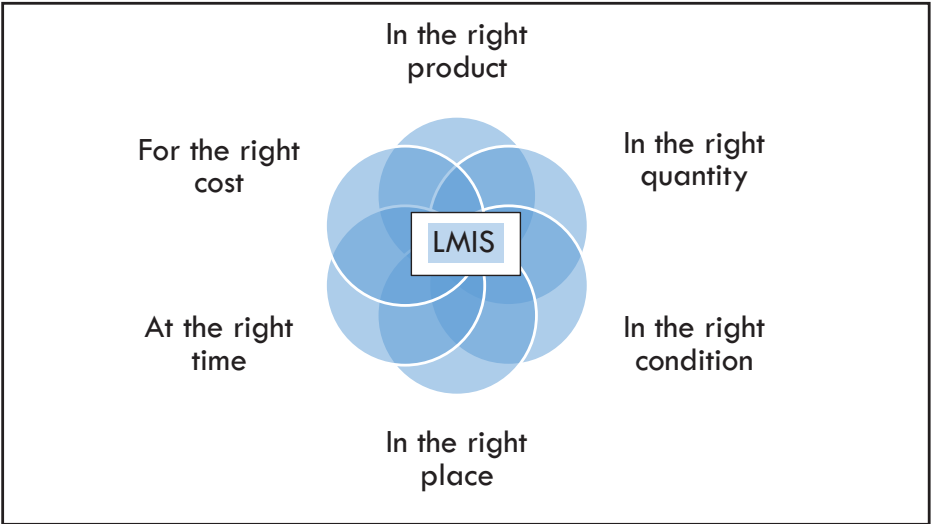 In the right
product
In the right
quantity
In the right
condition
In the right
place
At the right
time
For the right
cost
LMIS